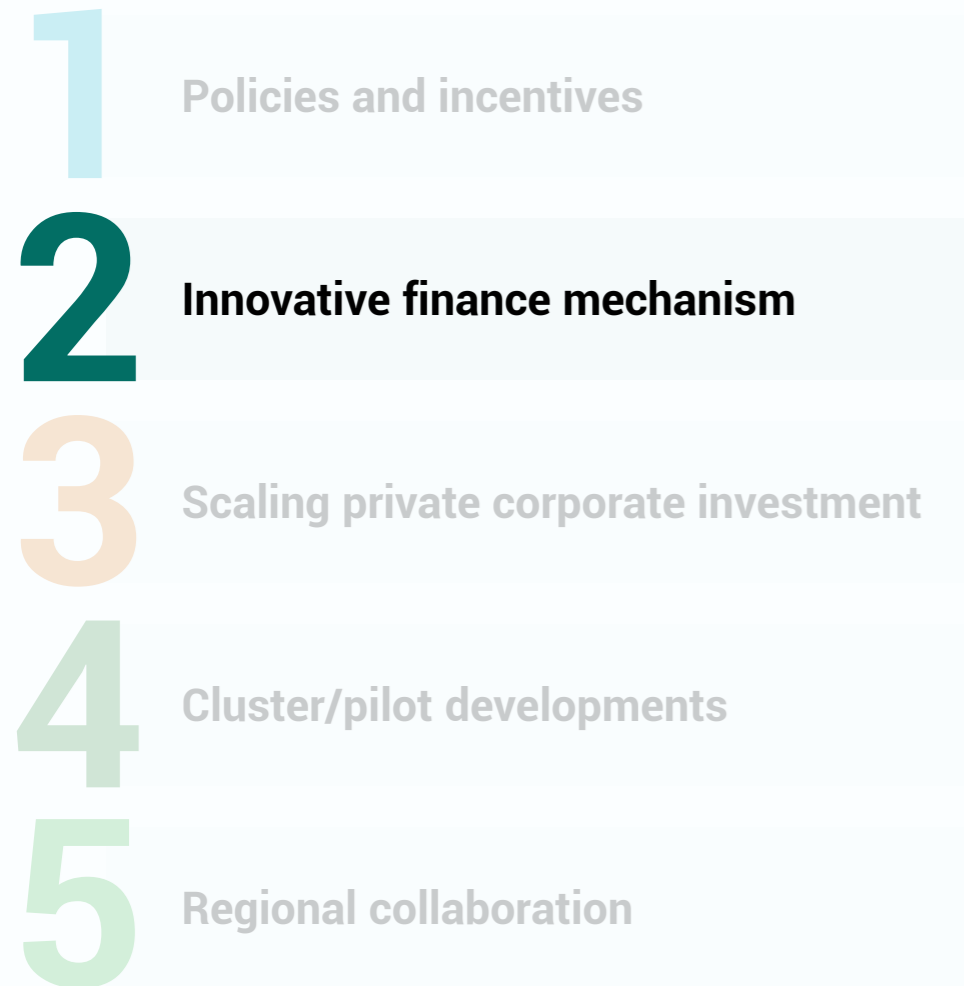 1 Policies and incentives
2 Innovative finance mechanism
3 Scaling private corporate investment
4 Cluster/pilot developments
5 Regional collaboration